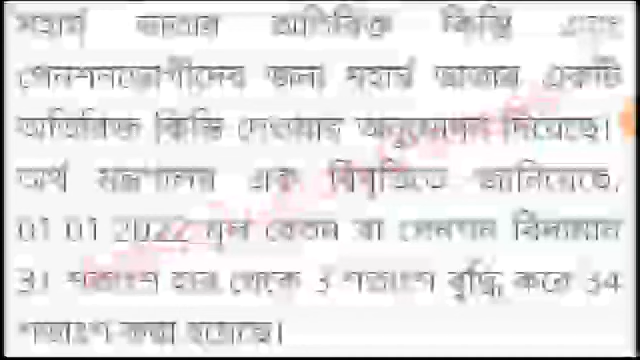 মহার্ঘ ভাতার অতিরিক্ত কিস্তি এবং
পেনশনভোগীদের জন্য মহার্ঘ ত্রাণের একটি
অতিরিক্ত কিস্তি দেওয়ার অনুমোদন দিয়েছে।
অর্থ মন্ত্রণালয় এক বিবৃতিতে জানিয়েছে,
01 01 2022 মূল বেতন বা পেনশন বিদ্যমান
31 শতাংশ হার থেকে 3 শতাংশ বৃদ্ধি করে 34
শতাংশ করা হয়েছে।